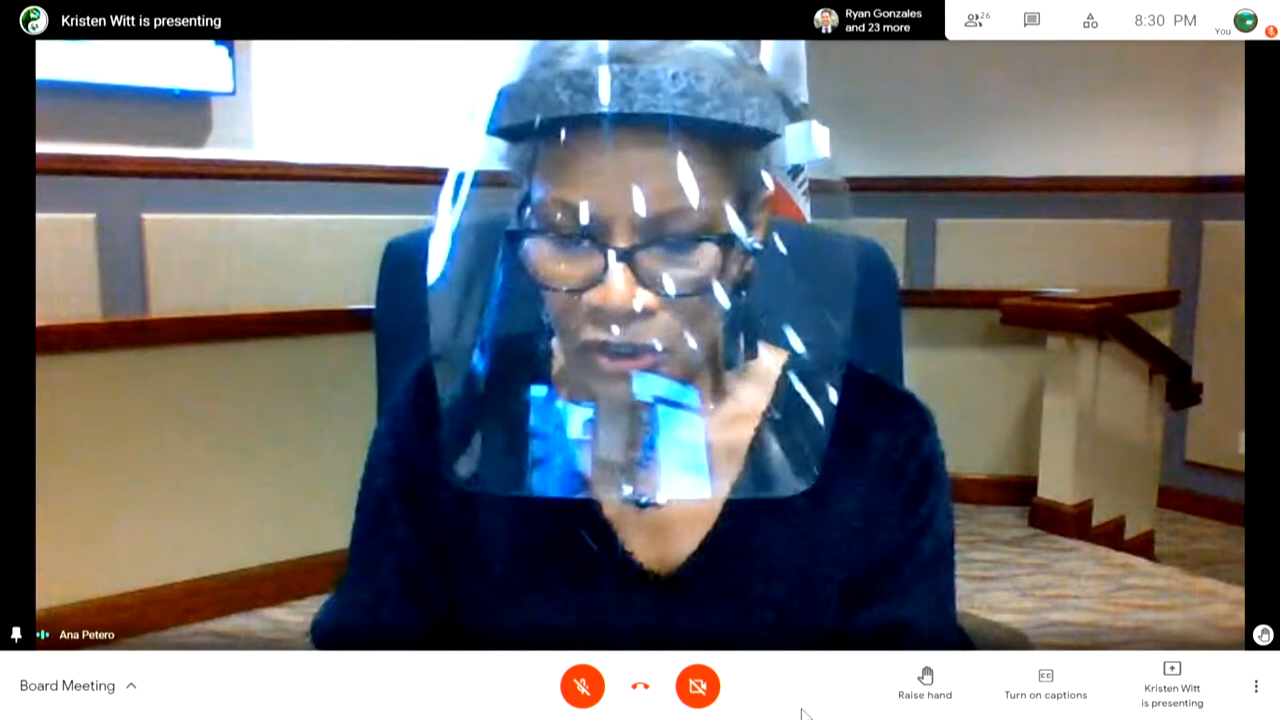 Kristen Witt is presenting
Ryan Gonzales
and 23 more
26
8:30 PM
You
Ana Petero
Board Meeting
Raise hand
CC
Turn on captions
Kristen Witt
is presenting